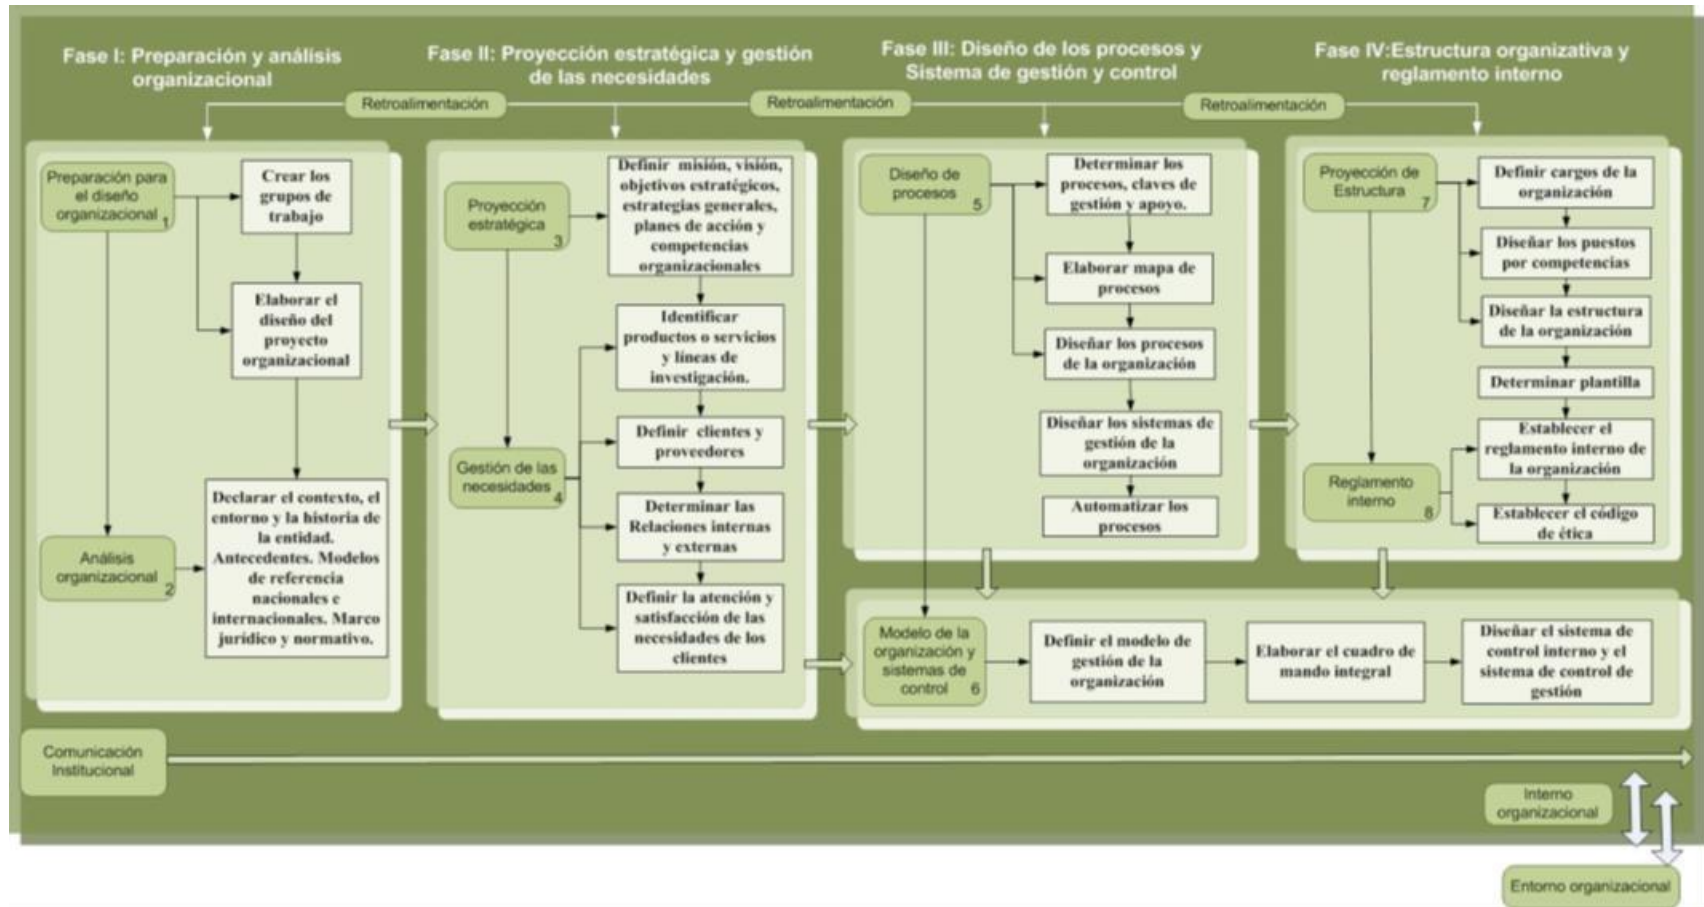 Fase I: Preparación y análisis
organizacional
Fase II: Proyección estratégica y gestión
de las necesidades
Fase III: Diseño de los procesos y
Sistema de gestión y control
Fase IV:Estructura organizativa y
reglamento interno
Retroalimentación
Retroalimentación
Retroalimentación
Preparación para
el diseño
organizacional
1
Crear los
grupos de
trabajo
Elaborar el
diseño del
proyecto
organizacional
Análisis
organizacional
2
Declarar el contexto, el
entorno y la historia de
la entidad.
Antecedentes. Modelos
de referencia
nacionales e
internacionales. Marco
jurídico y normativo.
Proyección
estratégica
3
Definir misión, visión,
objetivos estratégicos,
estrategias generales,
planes de acción y
competencias
organizacionales
Identificar
productos o servicios
y líneas de
investigación.
Gestión de las
necesidades
4
Definir clientes y
proveedores
Determinar las
Relaciones internas
y externas
Definir la atención y
satisfacción de las
necesidades de los
clientes
Diseño de
procesos
5
Determinar los
procesos, claves de
gestión y apoyo.
Elaborar mapa de
procesos
Diseñar los procesos
de la organización
Diseñar los sistemas de
gestión de la
organización
Automatizar los
procesos
Proyección de
Estructura
7
Definir cargos de la
organización
Diseñar los puestos
por competencias
Diseñar la estructura
de la organización
Determinar plantilla
Reglamento
interno
8
Establecer el
reglamento interno de
la organización
Establecer el código
de ética
Modelo de la
organización y
sistemas de
control
6
Definir el modelo de
gestión de la
organización
Elaborar el cuadro de
mando integral
Diseñar el sistema de
control interno y el
sistema de control de
gestión
Comunicación
Institucional
Interno
organizacional
Entorno organizacional